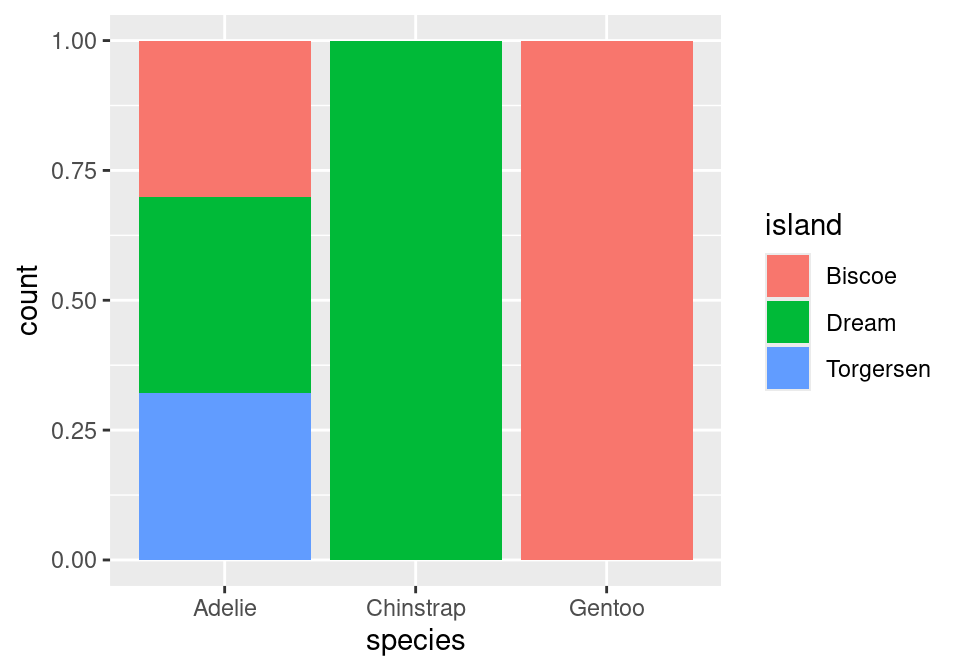 1.00
0.75
0.50
0.25
0.00
count
Adelie
Chinstrap
Gentoo
species
island
Biscoe
Dream
Torgersen